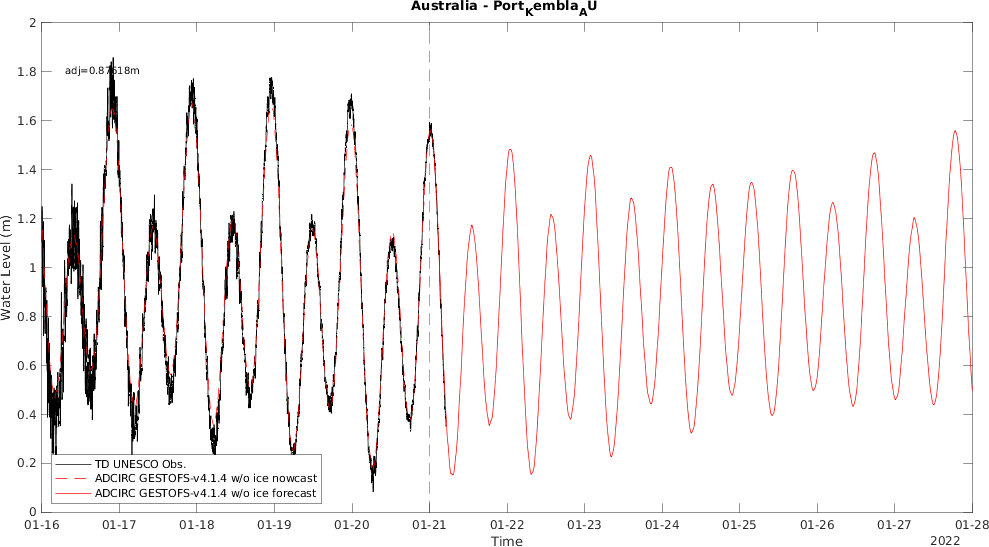 Australia - Port_Kembla_AU
adj=0.87618m
Water Level (m)
2
1.8
1.6
1.4
1.2
1
0.8
0.6
0.4
0.2
0
TD UNESCO Obs.
ADCIRC GESTOFS-v4.1.4 w/o ice nowcast
ADCIRC GESTOFS-v4.1.4 w/o ice forecast
01-16 01-17 01-18 01-19 01-20 01-21 01-22 01-23 01-24 01-25 01-26 01-27 01-28
Time
2022